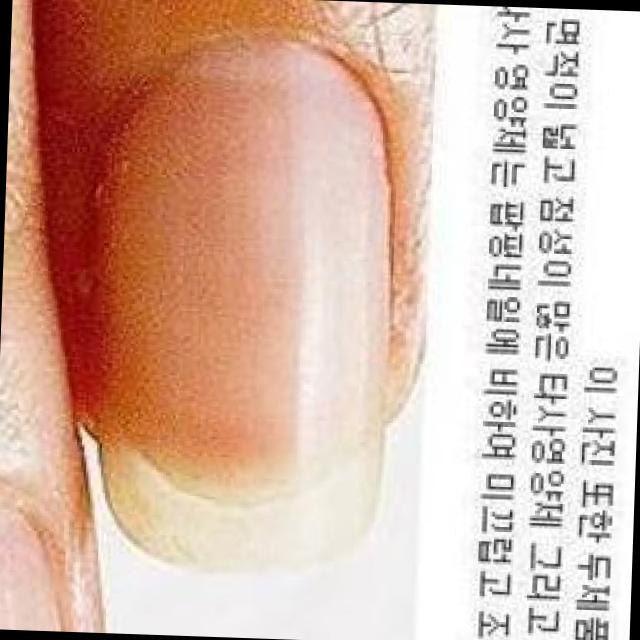 이 사진 또한 두제품
면적이 넓고 점성이 많은 타사영양제 그리고
사 영양제는 팝핑네일에 비하여 미끄럽고 조